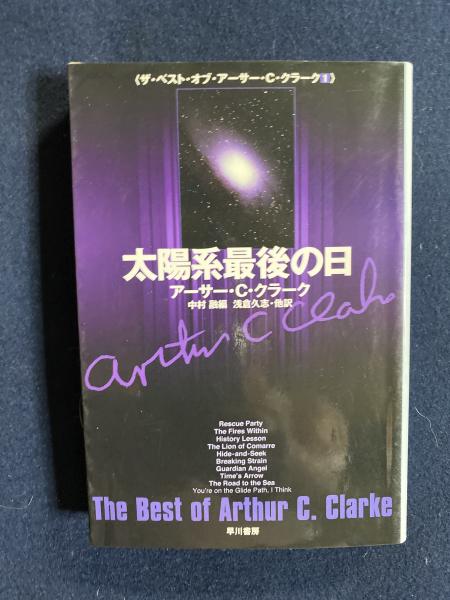 《ザ・ベスト・オブ・アーサー・C・クラーク1》
太陽系最後の日
アーサー・C・クラーク
中村 融編 浅倉久志・他訳
Arthur C Clarke
Rescue Party
The Fires Within
History Lesson
The Lion of Comarre
Hide-and-Seek
Breaking Strain
Guardian Angel
Time's Arrow
The Road to the Sea
You're on the Glide Path, I Think
The Best of Arthur C. Clarke
早川書房